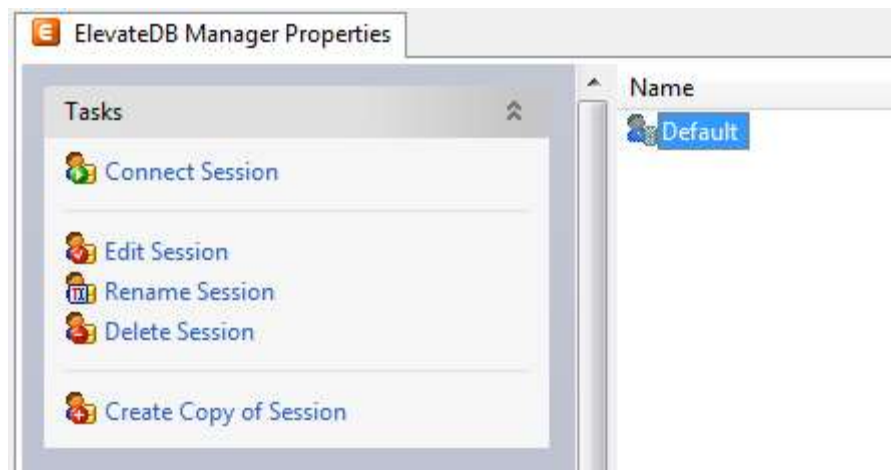 ElevateDB Manager Properties
Tasks
Connect Session
Edit Session
Rename Session
Delete Session
Create Copy of Session
Name
Default